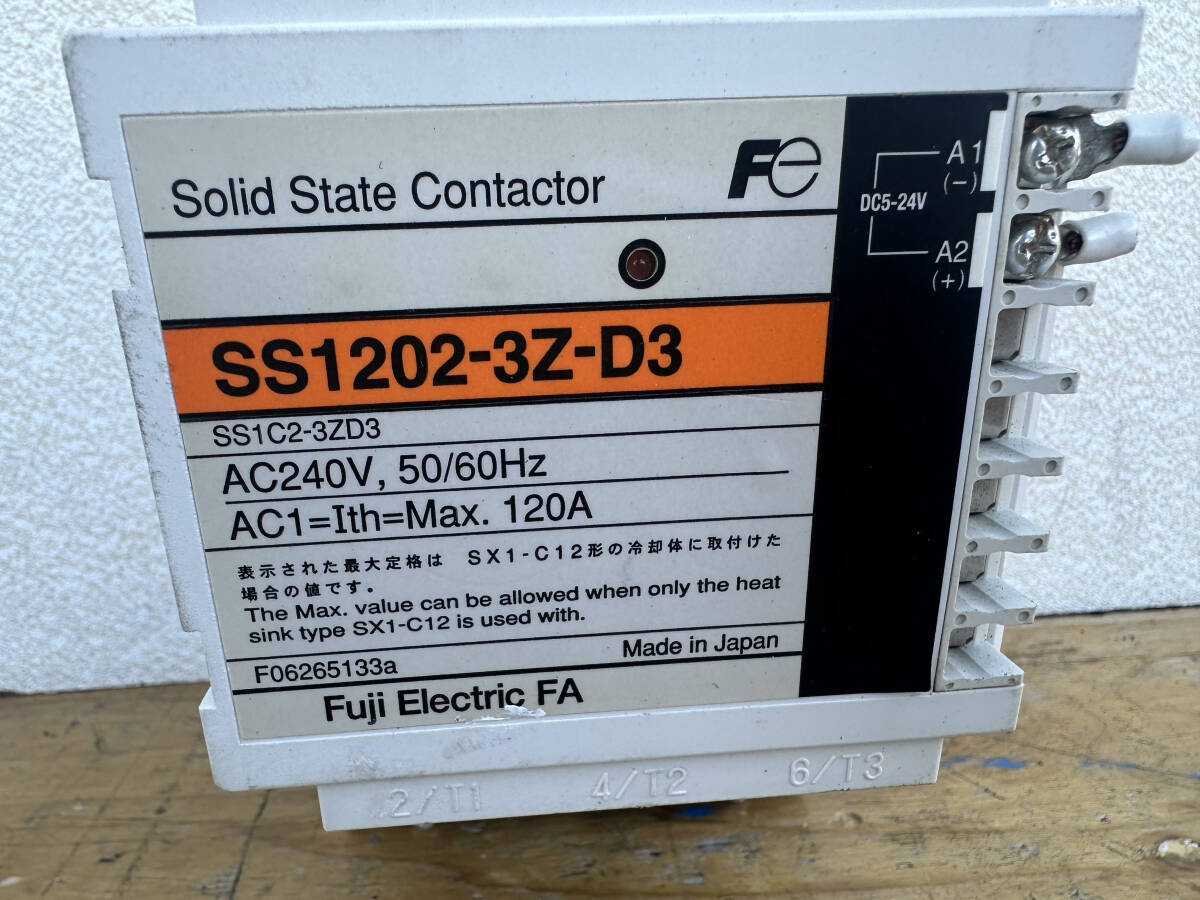 Solid State Contactor
Fe
A1
(−)
DC5-24V
A2
(+)
SS1202-3Z-D3
SS1C2-3ZD3
AC240V, 50/60Hz
AC1=Ith=Max. 120A
表示された最大定格は SX1-C12形の冷却体に取付けた
場合の値です。
The Max. value can be allowed when only the heat
sink type SX1-C12 is used with.
F06265133a
Made in Japan
Fuji Electric FA
2/T1
4/T2
6/T3